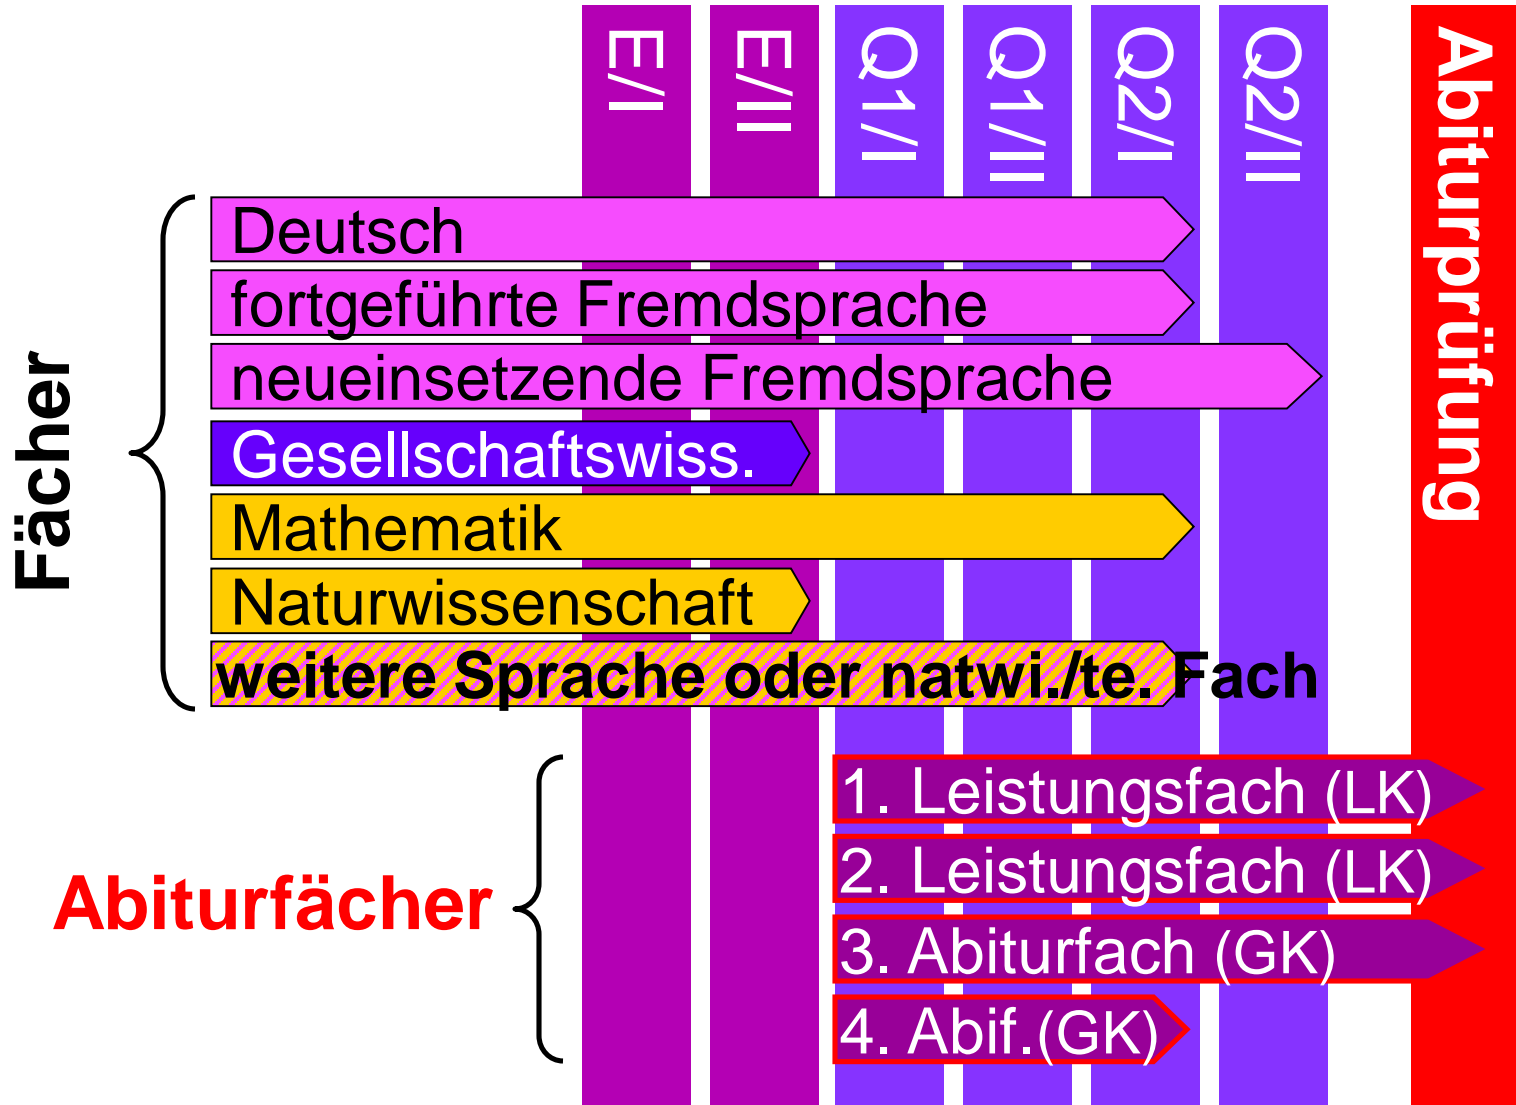 E/I
E/II
Q1/I
Q1/II
Q2/I
Q2/II
Abiturprüfung
Fächer
Deutsch
fortgeführte Fremdsprache
neueinsetzende Fremdsprache
Gesellschaftswiss.
Mathematik
Naturwissenschaft
weitere Sprache oder natwi./te. Fach
Abiturfächer
1. Leistungsfach (LK)
2. Leistungsfach (LK)
3. Abiturfach (GK)
4. Abif.(GK)